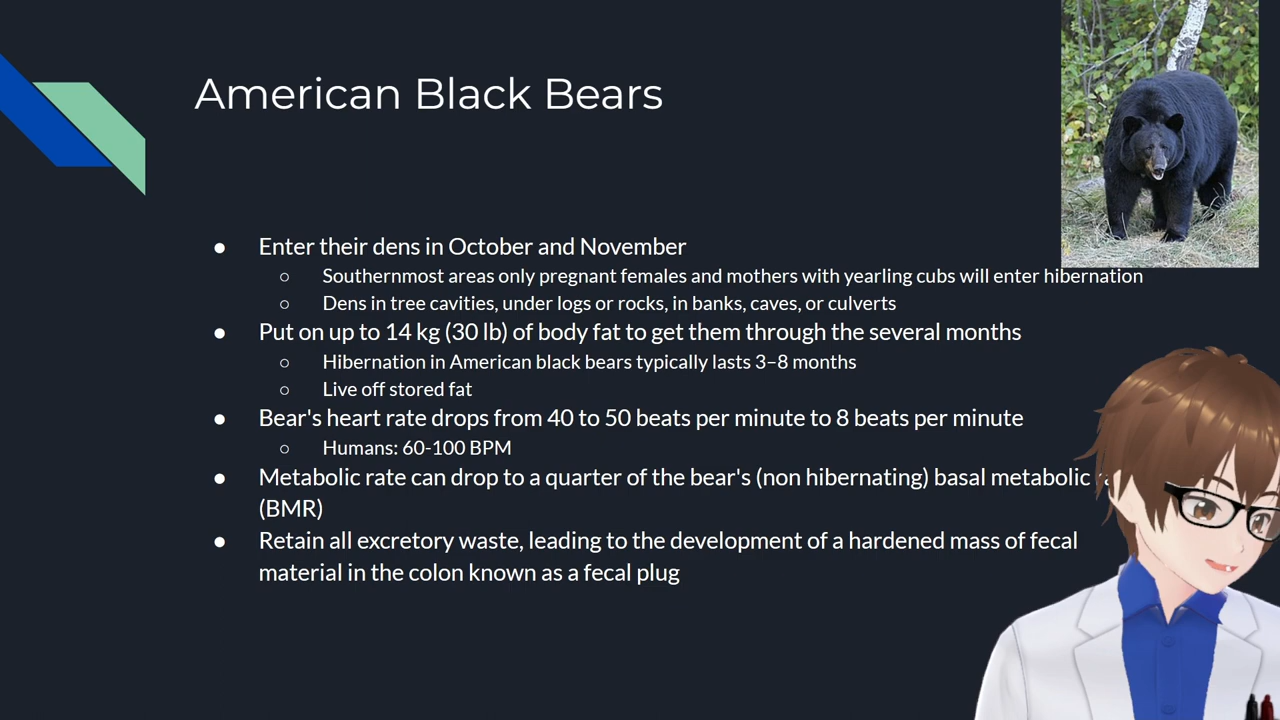 American Black Bears
● Enter their dens in October and November
○ Southernmost areas only pregnant females and mothers with yearling cubs will enter hibernation
○ Dens in tree cavities, under logs or rocks, in banks, caves, or culverts
● Put on up to 14 kg (30 lb) of body fat to get them through the several months
○ Hibernation in American black bears typically lasts 3–8 months
○ Live off stored fat
● Bear's heart rate drops from 40 to 50 beats per minute to 8 beats per minute
○ Humans: 60-100 BPM
● Metabolic rate can drop to a quarter of the bear's (non hibernating) basal metabolic
(BMR)
● Retain all excretory waste, leading to the development of a hardened mass of fecal
material in the colon known as a fecal plug